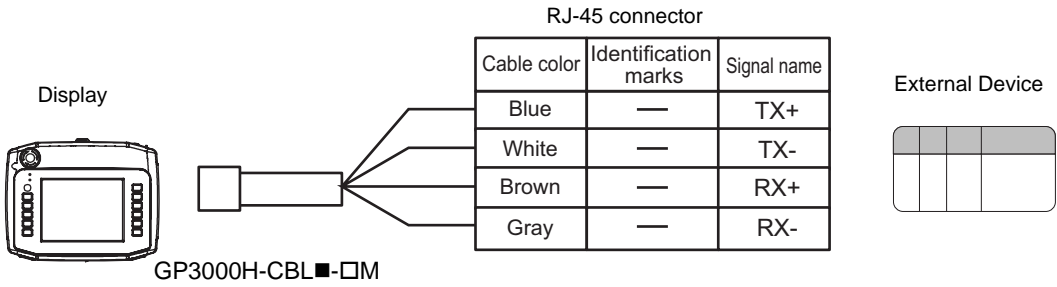 RJ-45 connector
Cable color Identification marks Signal name
Blue — TX+
White — TX-
Brown — RX+
Gray — RX-
Display
External Device
GP3000H-CBL■-□M